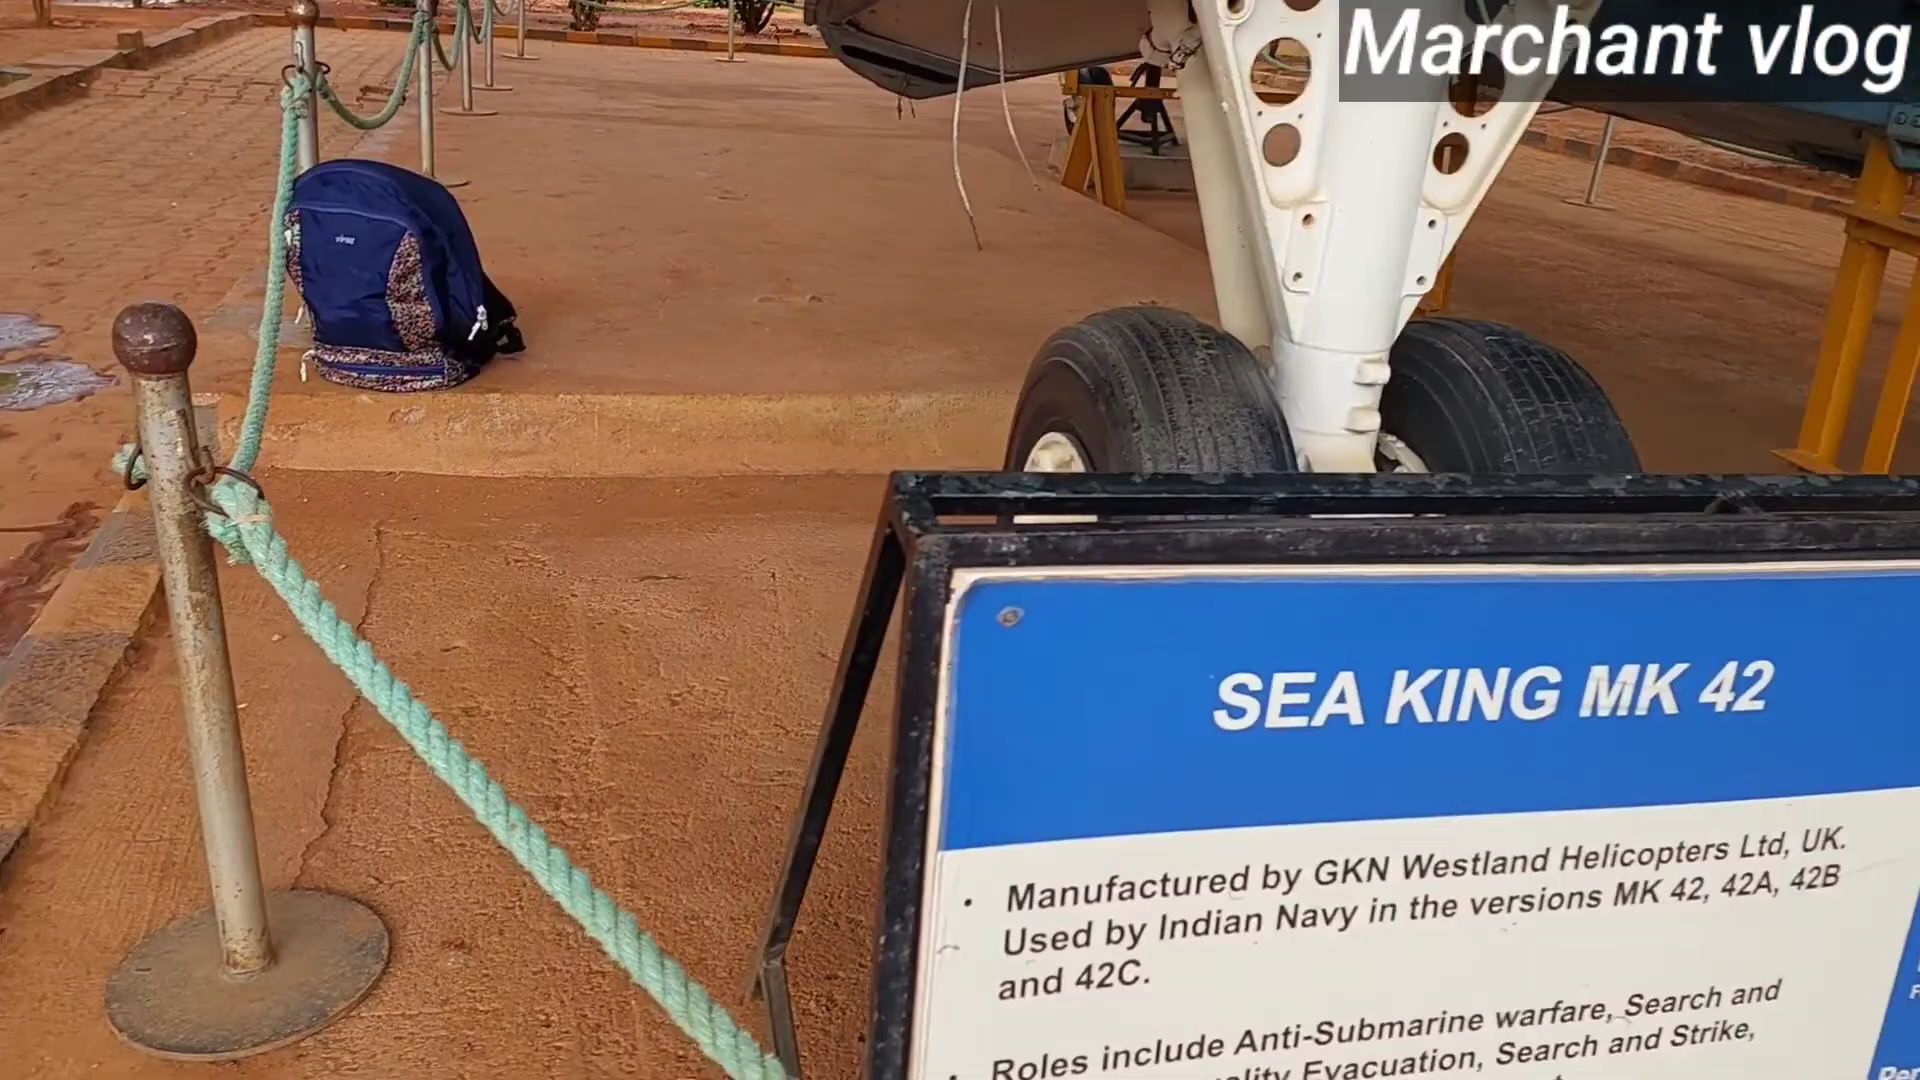 Marchant vlog
SEA KING MK 42
• Manufactured by GKN Westland Helicopters Ltd, UK.
Used by Indian Navy in the versions MK 42, 42A, 42B
and 42C.
• Roles include Anti-Submarine warfare, Search and
Evacuation, Search and Strike,